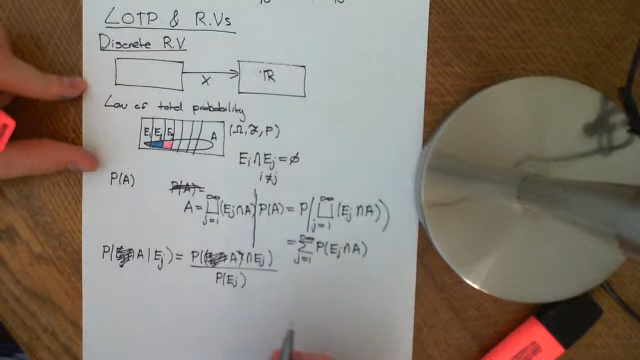 LOTP & R.Vs
Discrete R.V
X
ℝ
Law of total probability
E₁ E₂ E₃ A (Ω, ℱ, P)
Eᵢ ∩ Eⱼ = ∅
i ≠ j
P(A)
A = ∐_{j=1}^{∞} (Eⱼ ∩ A) | P(A) = P(∐_{j=1}^{∞} (Eⱼ ∩ A))
= ∑_{j=1}^{∞} P(Eⱼ ∩ A)
P(A | Eⱼ) = P(A ∩ Eⱼ)
P(Eⱼ)